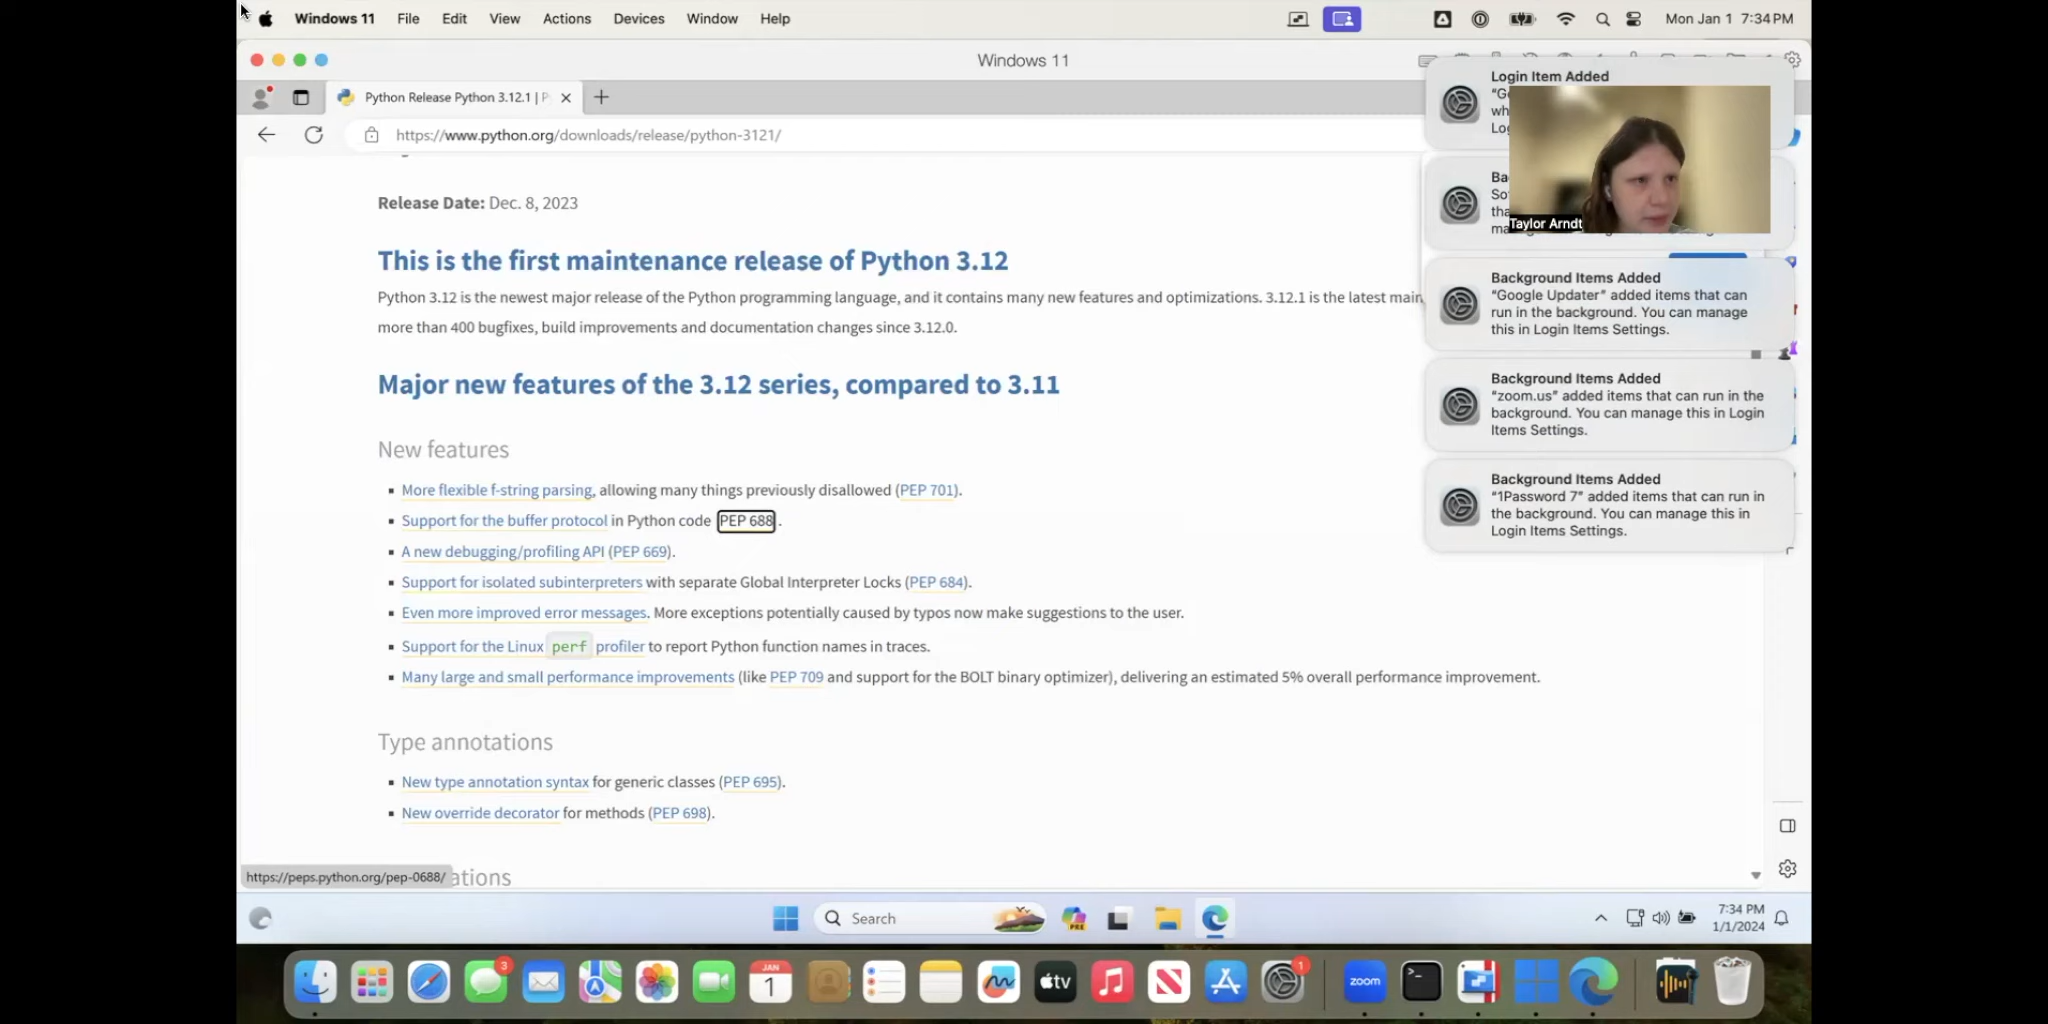 Windows 11 File Edit View Actions Devices Window Help Mon Jan 1 7:34 PM
Windows 11
Python Release Python 3.12.1 | P
https://www.python.org/downloads/release/python-3121/
Release Date: Dec. 8, 2023
This is the first maintenance release of Python 3.12
Python 3.12 is the newest major release of the Python programming language, and it contains many new features and optimizations. 3.12.1 is the latest main
more than 400 bugfixes, build improvements and documentation changes since 3.12.0.
Major new features of the 3.12 series, compared to 3.11
New features
More flexible f-string parsing, allowing many things previously disallowed (PEP 701).
Support for the buffer protocol in Python code PEP 688.
A new debugging/profiling API (PEP 669).
Support for isolated subinterpreters with separate Global Interpreter Locks (PEP 684).
Even more improved error messages. More exceptions potentially caused by typos now make suggestions to the user.
Support for the Linux perf profiler to report Python function names in traces.
Many large and small performance improvements (like PEP 709 and support for the BOLT binary optimizer), delivering an estimated 5% overall performance improvement.
Type annotations
New type annotation syntax for generic classes (PEP 695).
New override decorator for methods (PEP 698).
https://peps.python.org/pep-0688/
ations
Login Item Added
Taylor Arndt
Background Items Added
“Google Updater” added items that can
run in the background. You can manage
this in Login Items Settings.
Background Items Added
“zoom.us” added items that can run in the
background. You can manage this in Login
Items Settings.
Background Items Added
“1Password 7” added items that can run in
the background. You can manage this in
Login Items Settings.
Search
PRE
7:34 PM
1/1/2024
3
JAN
1
tv
1
zoom